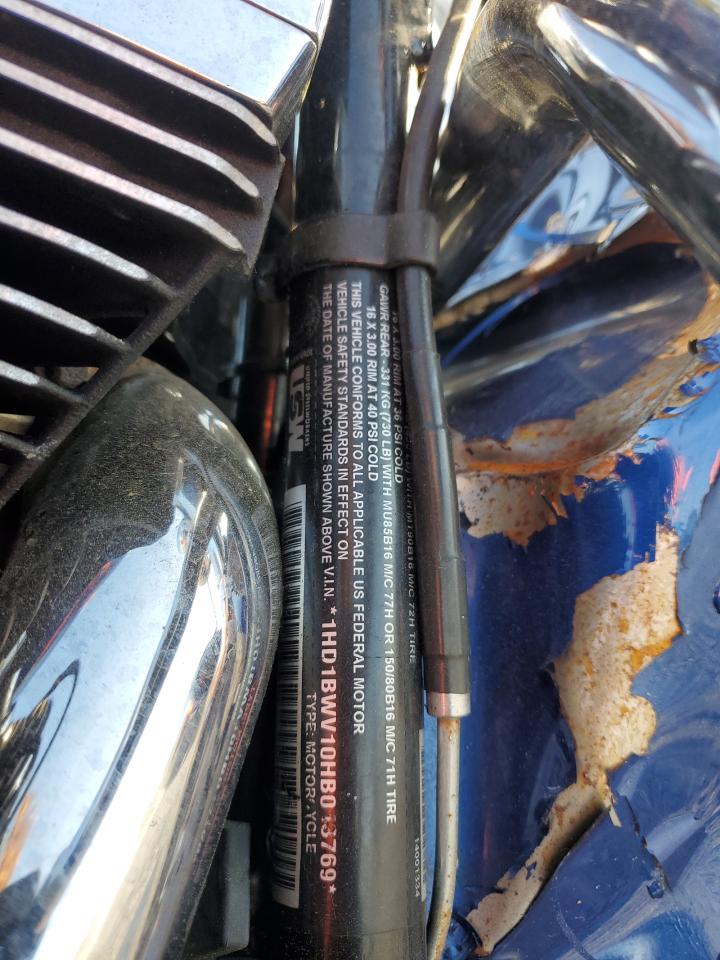 16 X 3.00 RIM AT 36 PSI COLD
GAWR REAR - 331 KG (730 LB) WITH MU85B16 M/C 77H OR 150/80B16 M/C 71H TIRE
16 X 3.00 RIM AT 40 PSI COLD
THIS VEHICLE CONFORMS TO ALL APPLICABLE US FEDERAL MOTOR
VEHICLE SAFETY STANDARDS IN EFFECT ON
THE DATE OF MANUFACTURE SHOWN ABOVE V.I.N. *1HD1BWV10HB0
TYPE:
14001334